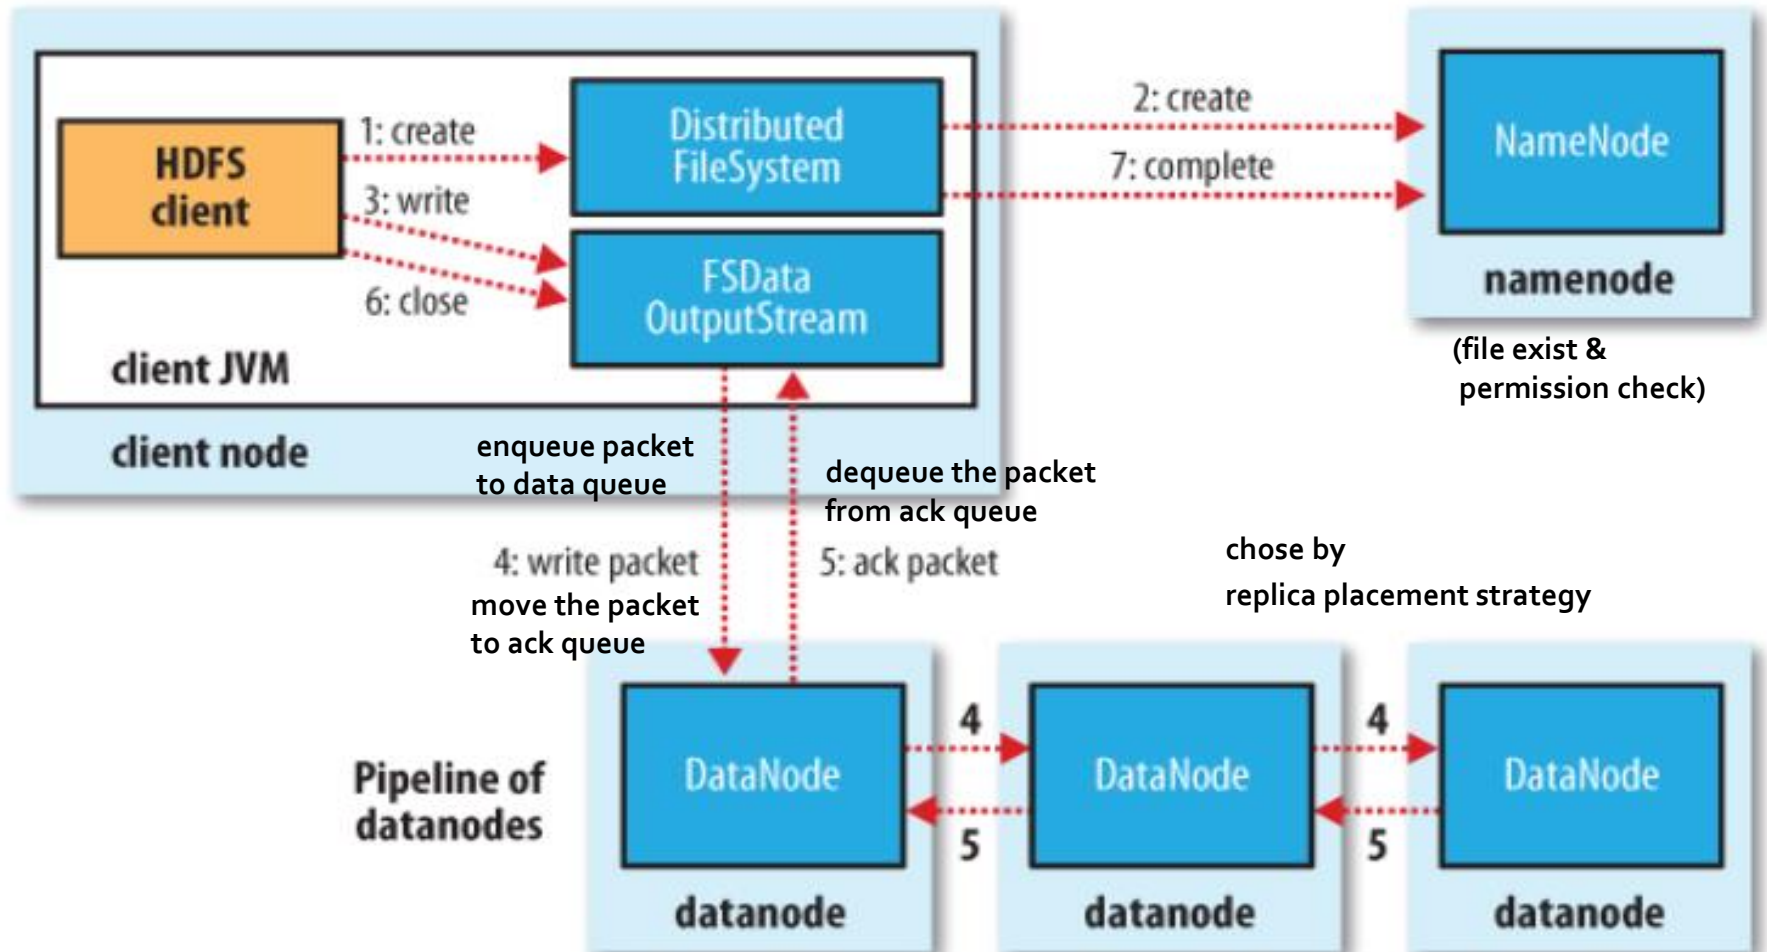 HDFS
client
1: create
3: write
6: close
Distributed
FileSystem
FSData
OutputStream
client JVM
client node
2: create
7: complete
NameNode
namenode
(file exist &
permission check)
enqueue packet
to data queue
4: write packet
move the packet
to ack queue
dequeue the packet
from ack queue
5: ack packet
chose by
replica placement strategy
Pipeline of
datanodes
DataNode
datanode
4
5
DataNode
datanode
4
5
DataNode
datanode